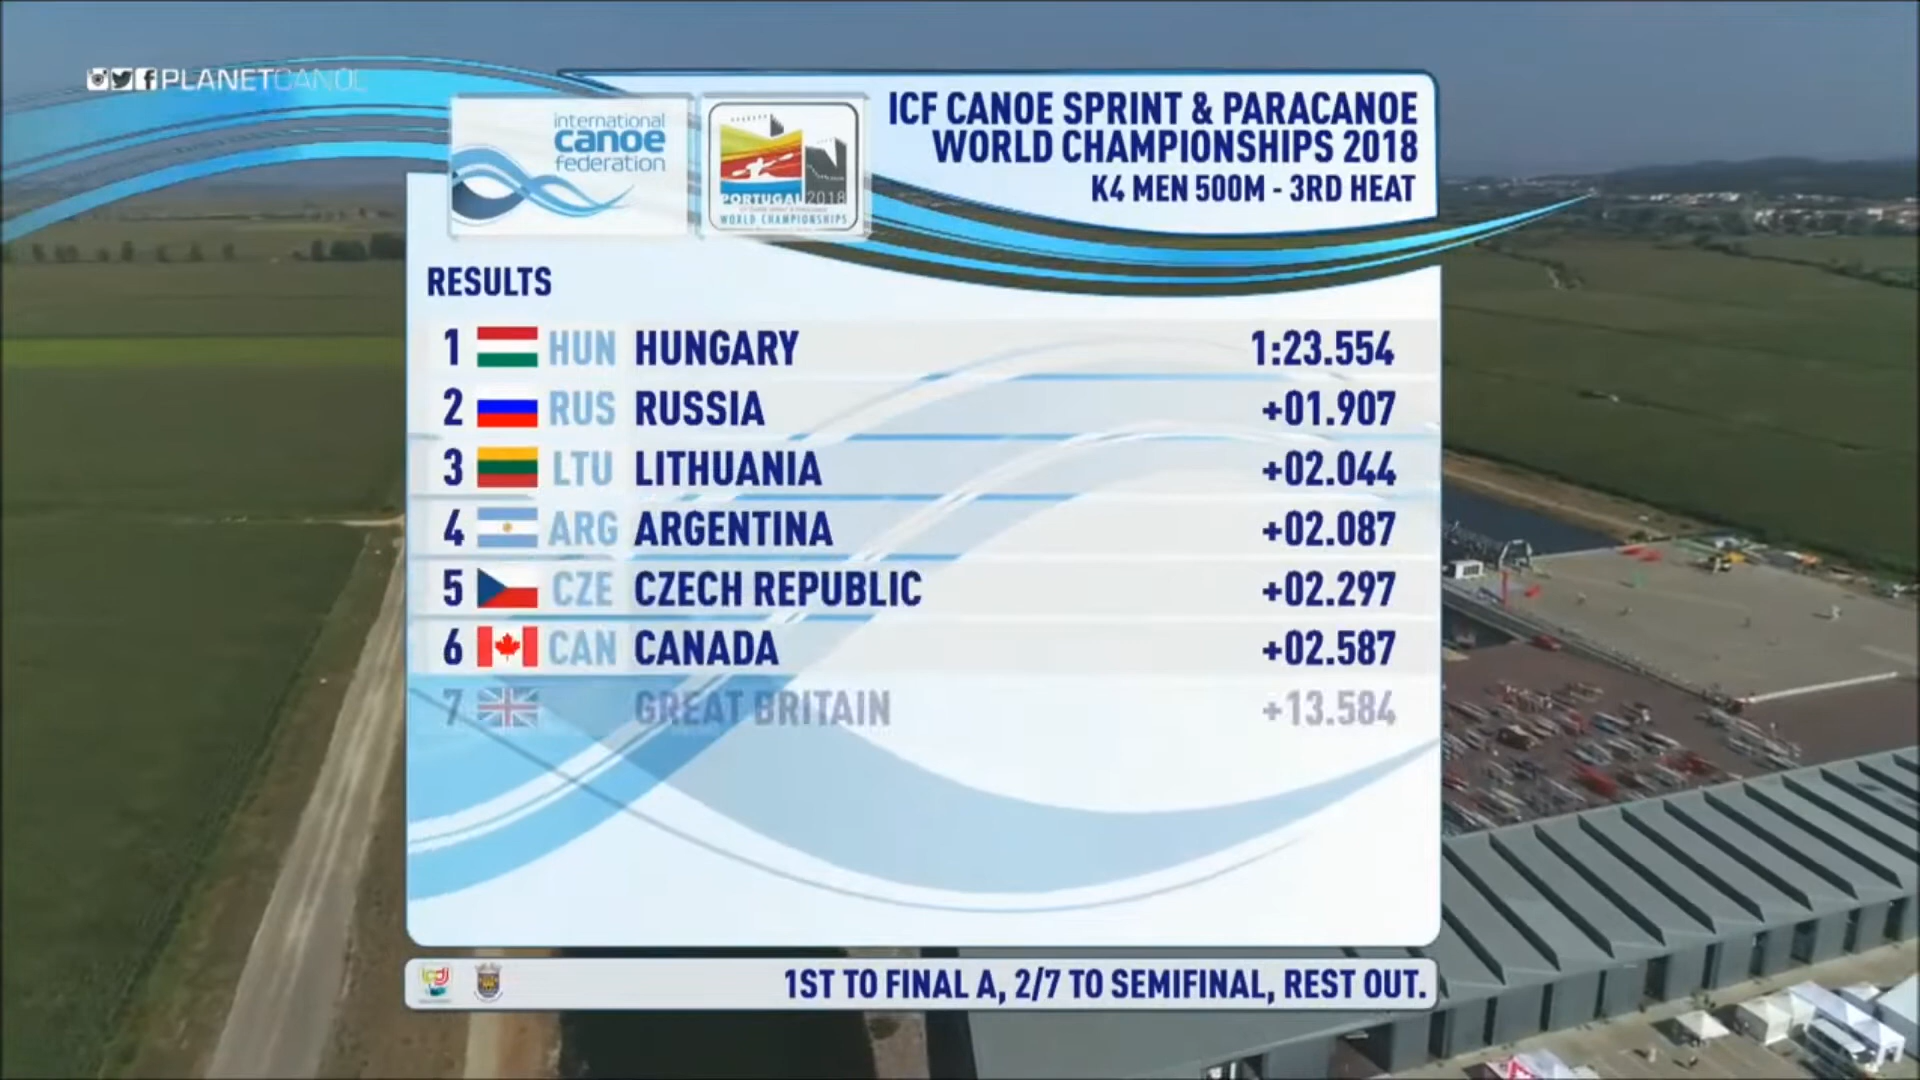 PLANETCANOE
international
canoe
federation
PORTUGAL 2018
WORLD CHAMPIONSHIPS
ICF CANOE SPRINT & PARACANOE
WORLD CHAMPIONSHIPS 2018
K4 MEN 500M - 3RD HEAT
RESULTS
1 HUN HUNGARY 1:23.554
2 RUS RUSSIA +01.907
3 LTU LITHUANIA +02.044
4 ARG ARGENTINA +02.087
5 CZE CZECH REPUBLIC +02.297
6 CAN CANADA +02.587
7 GREAT BRITAIN +13.584
1ST TO FINAL A, 2/7 TO SEMIFINAL, REST OUT.